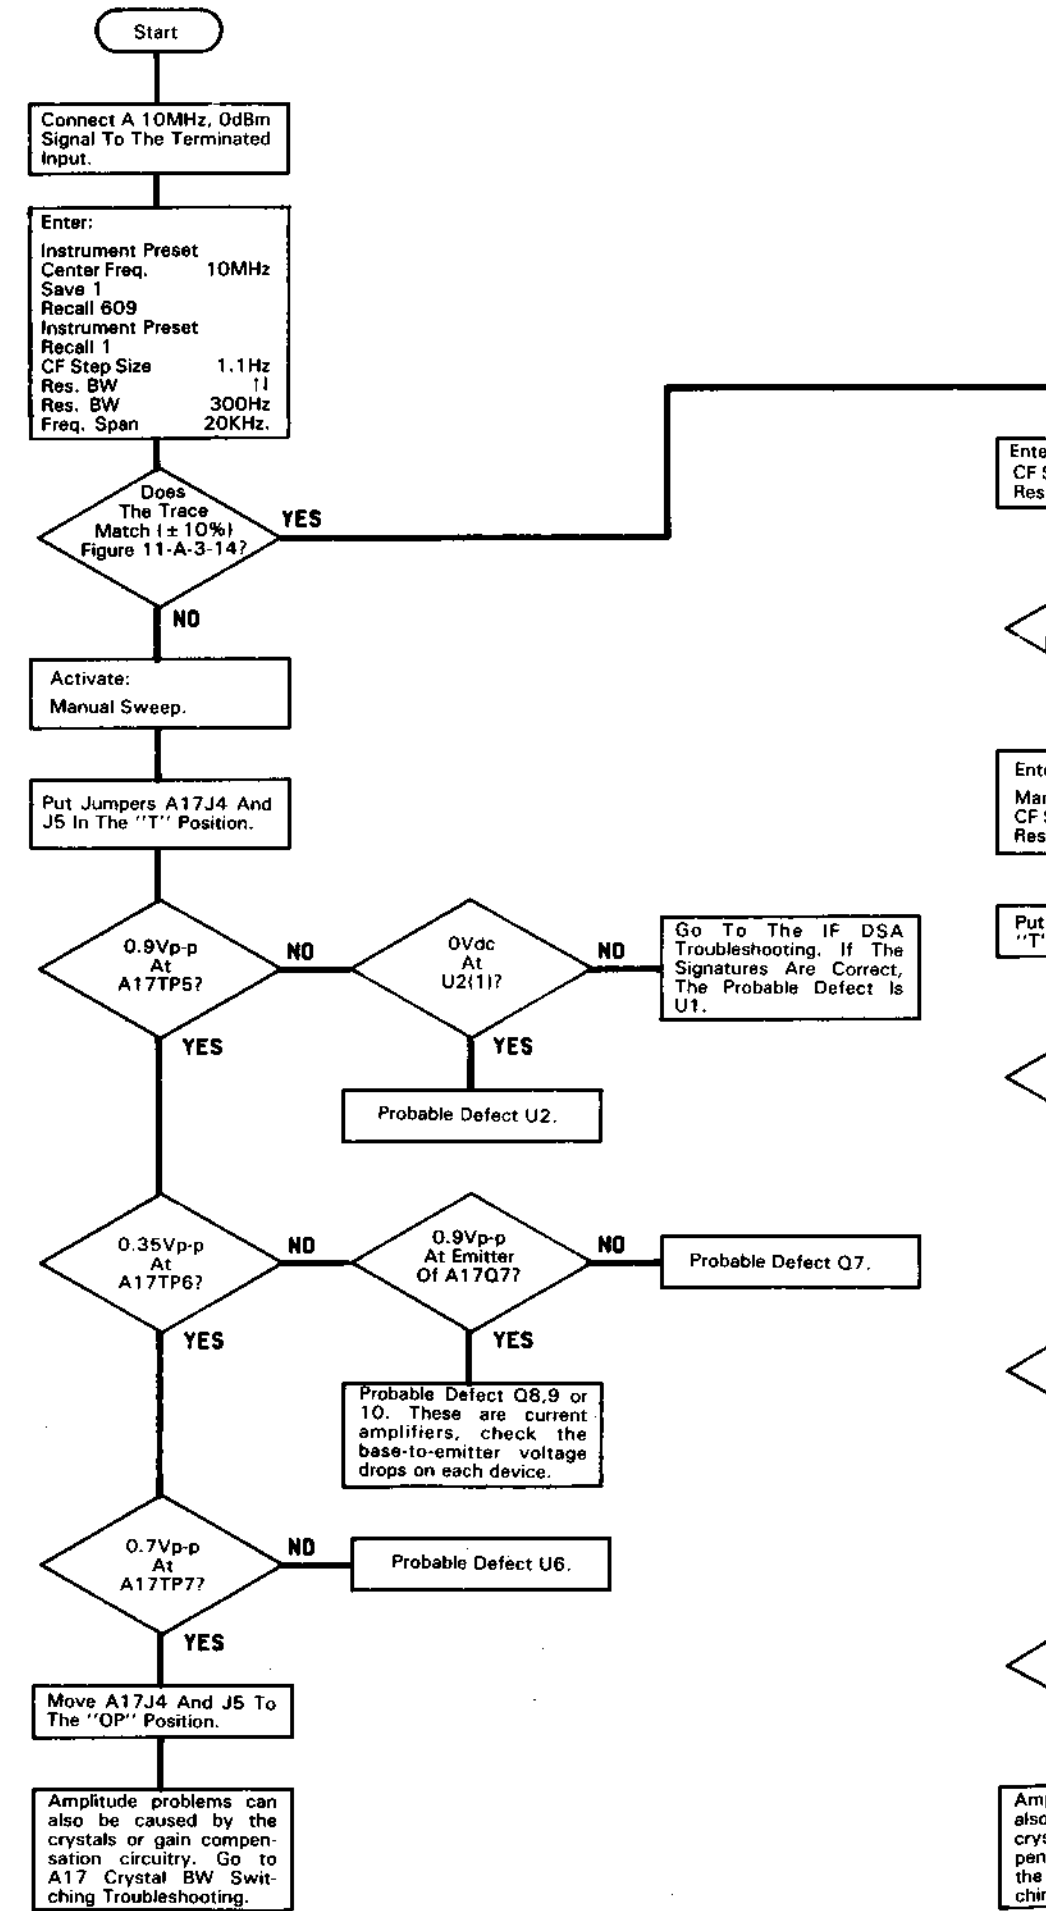 Start
Connect A 10MHz, 0dBm
Signal To The Terminated
Input.
Enter:
Instrument Preset
Center Freq. 10MHz
Save 1
Recall 609
Instrument Preset
Recall 1
CF Step Size 1.1Hz
Res. BW ↑↓
Res. BW 300Hz
Freq. Span 20KHz.
Does
The Trace
Match (±10%)
Figure 11-A-3-14?
YES
NO
Activate:
Manual Sweep.
Put Jumpers A17J4 And
J5 In The "T" Position.
0.9Vp-p
At
A17TP5?
NO
YES
0Vdc
At
U2(1)?
NO
YES
Go To The IF DSA
Troubleshooting. If The
Signatures Are Correct,
The Probable Defect Is
U1.
Probable Defect U2.
0.35Vp-p
At
A17TP6?
NO
YES
0.9Vp-p
At Emitter
Of A17Q7?
NO
YES
Probable Defect Q7.
Probable Defect Q8,9 or
10. These are current
amplifiers, check the
base-to-emitter voltage
drops on each device.
0.7Vp-p
At
A17TP7?
NO
YES
Probable Defect U6.
Move A17J4 And J5 To
The "OP" Position.
Amplitude problems can
also be caused by the
crystals or gain compen-
sation circuitry. Go to
A17 Crystal BW Swit-
ching Troubleshooting.
CF
Res
CF
Res
Put
"T"
the